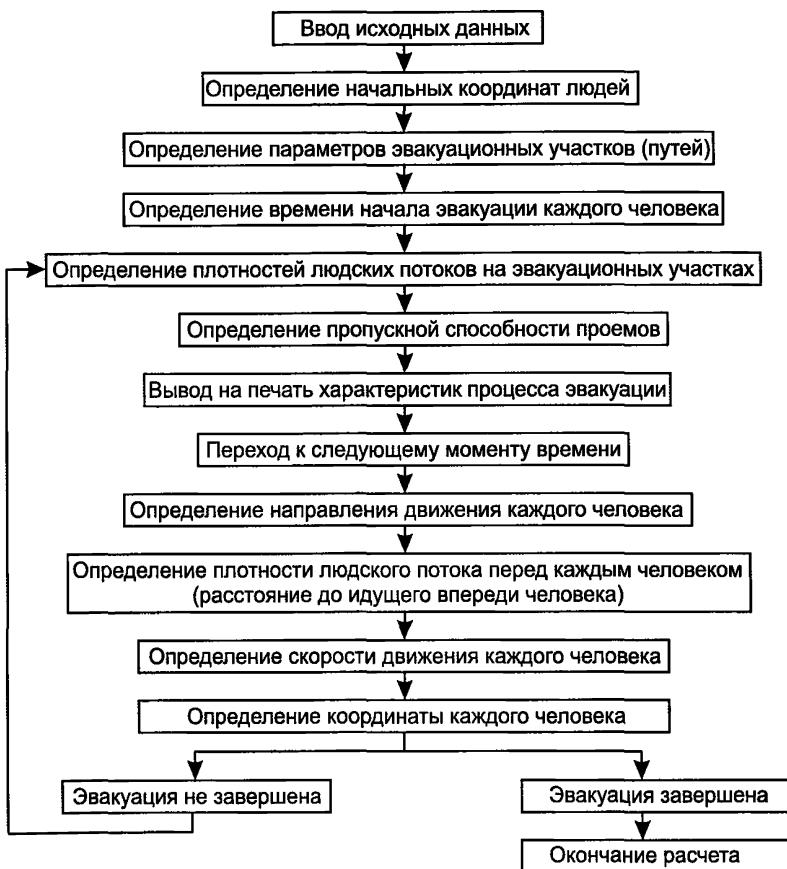 Ввод исходных данных
Определение начальных координат людей
Определение параметров эвакуационных участков (путей)
Определение времени начала эвакуации каждого человека
Определение плотностей людских потоков на эвакуационных участках
Определение пропускной способности проемов
Вывод на печать характеристик процесса эвакуации
Переход к следующему моменту времени
Определение направления движения каждого человека
Определение плотности людского потока перед каждым человеком
(расстояние до идущего впереди человека)
Определение скорости движения каждого человека
Определение координаты каждого человека
Эвакуация не завершена
Эвакуация завершена
Окончание расчета